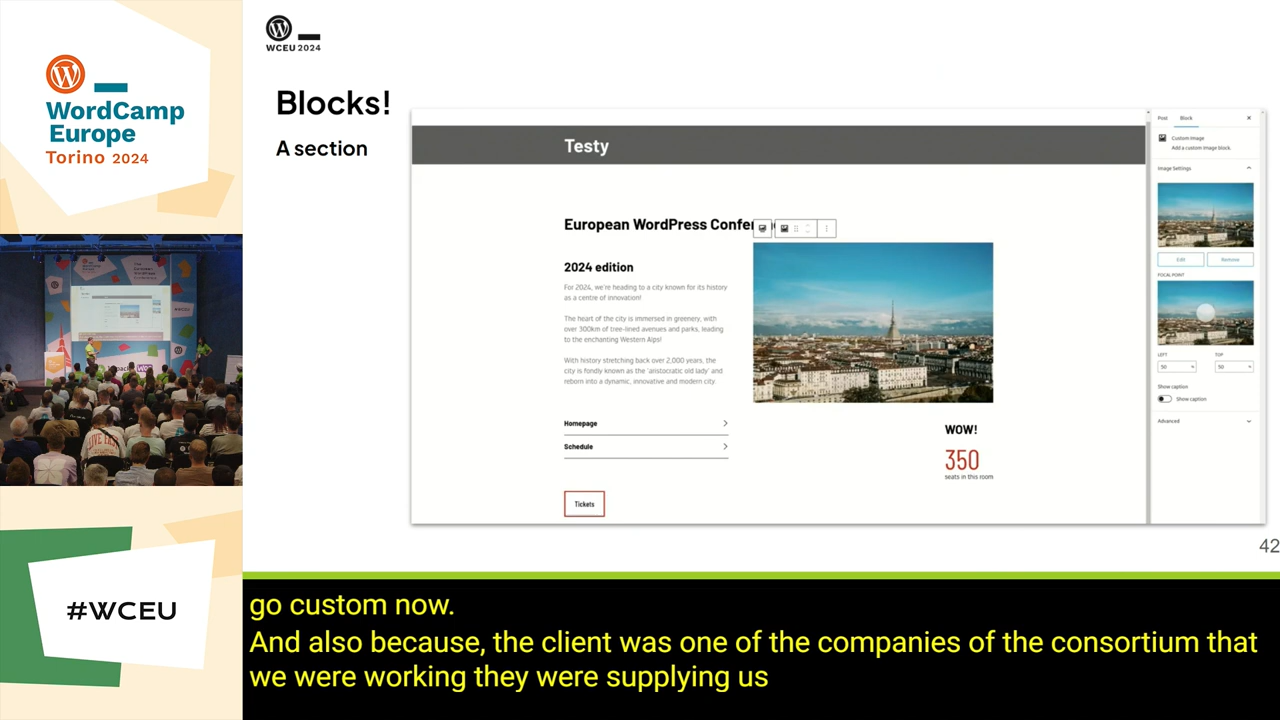 WordCamp
Europe
Torino 2024
#WCEU
WCEU 2024
Blocks!
A section
Testy
European WordPress Confe
2024 edition
For 2024, we're heading to a city known for its history
as a centre of innovation!
The heart of the city is immersed in greenery, with
over 300km of tree-lined avenues and parks, leading
to the enchanting Western Alps!
With history stretching back over 2,000 years, the
city is fondly known as the 'aristocratic old lady' and
reborn into a dynamic, innovative and modern city.
Homepage
Schedule
Tickets
WOW!
350
seats in this room
Post Block
Custom Image
Add a custom image block.
Image Settings
Edit Remove
FOCAL POINT
LEFT TOP
50 50
Show caption
Show caption
Advanced
42
go custom now.
And also because, the client was one of the companies of the consortium that
we were working they were supplying us